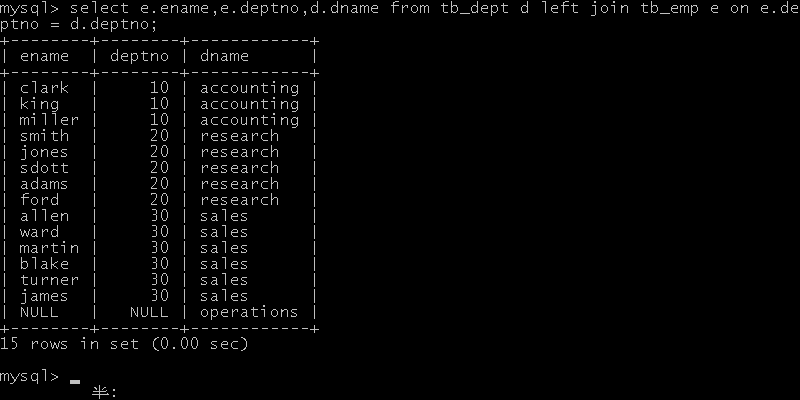 mysql> select e.ename,e.deptno,d.dname from tb_dept d left join tb_emp e on e.de
ptno = d.deptno;
+--------+--------+------------+
| ename  | deptno | dname      |
+--------+--------+------------+
| clark  |     10 | accounting |
| king   |     10 | accounting |
| miller |     10 | accounting |
| smith  |     20 | research   |
| jones  |     20 | research   |
| sdott  |     20 | research   |
| adams  |     20 | research   |
| ford   |     20 | research   |
| allen  |     30 | sales      |
| ward   |     30 | sales      |
| martin |     30 | sales      |
| blake  |     30 | sales      |
| turner |     30 | sales      |
| james  |     30 | sales      |
| NULL   |   NULL | operations |
+--------+--------+------------+
15 rows in set (0.00 sec)
mysql> _
半: